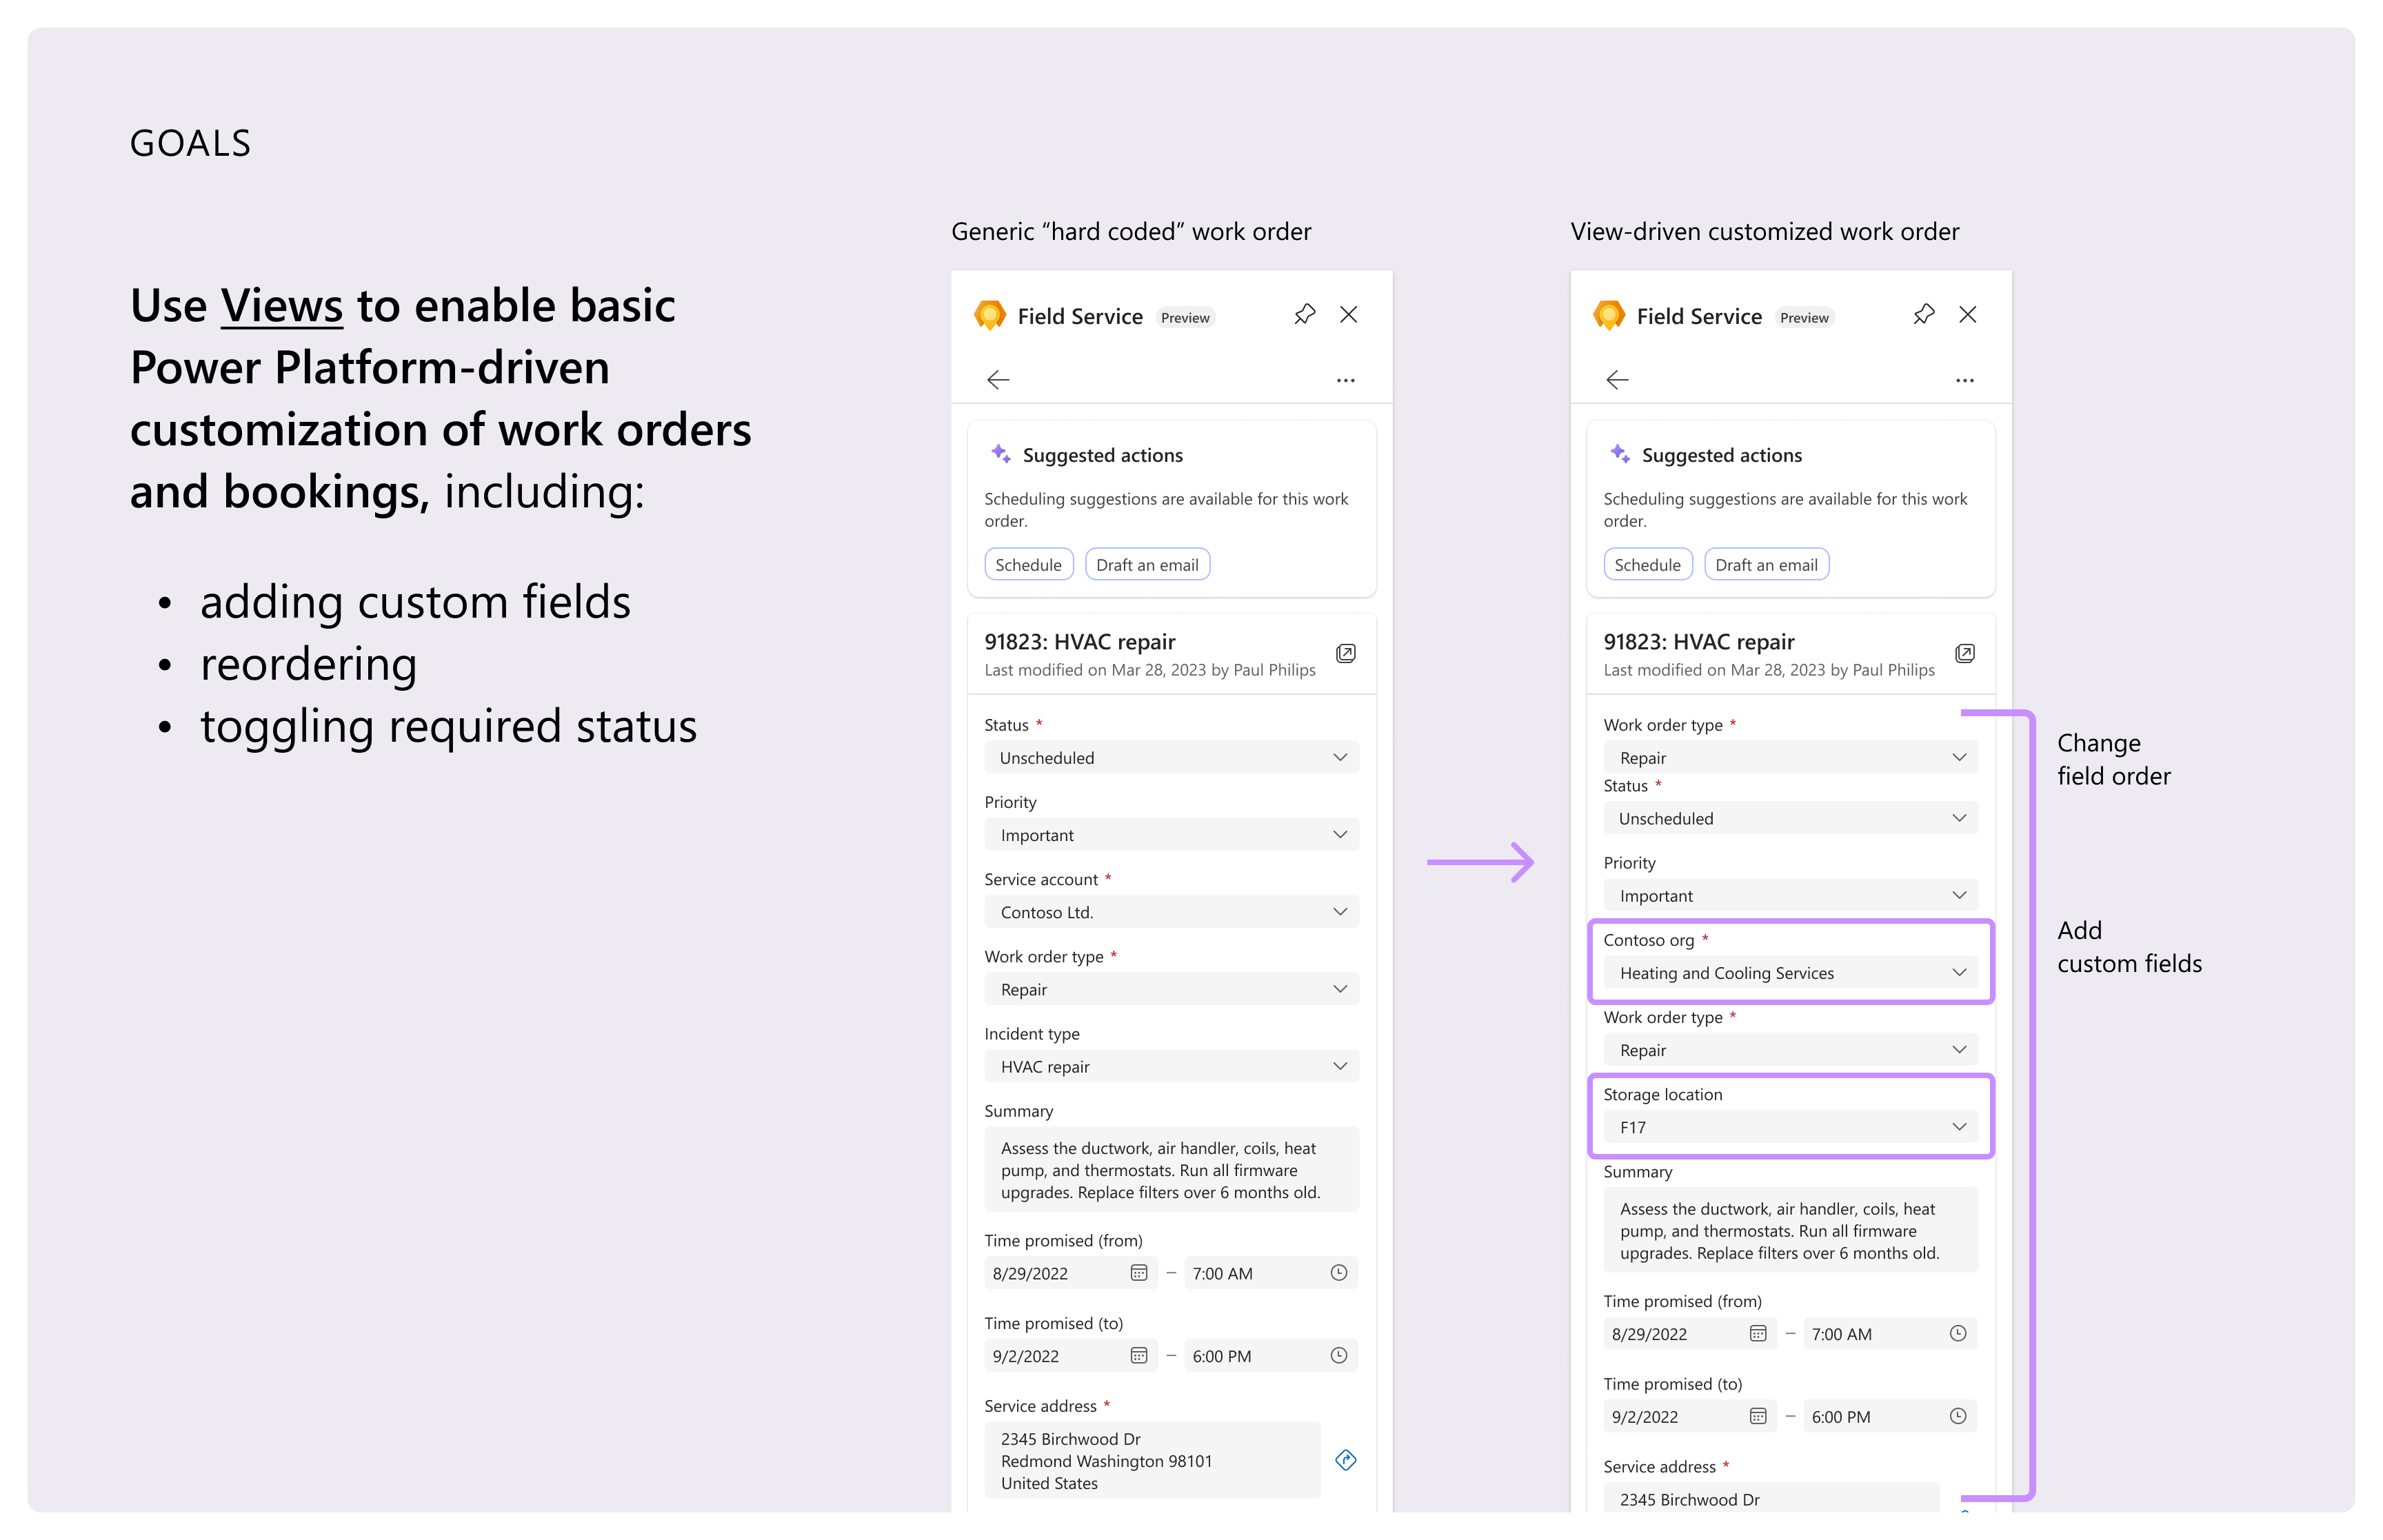 GOALS
Use Views to enable basic
Power Platform-driven
customization of work orders
and bookings, including:
• adding custom fields
• reordering
• toggling required status
Generic “hard coded” work order
Field Service Preview
Suggested actions
Scheduling suggestions are available for this work
order.
Schedule Draft an email
91823: HVAC repair
Last modified on Mar 28, 2023 by Paul Philips
Status *
Unscheduled
Priority
Important
Service account *
Contoso Ltd.
Work order type *
Repair
Incident type
HVAC repair
Summary
Assess the ductwork, air handler, coils, heat
pump, and thermostats. Run all firmware
upgrades. Replace filters over 6 months old.
Time promised (from)
8/29/2022 – 7:00 AM
Time promised (to)
9/2/2022 – 6:00 PM
Service address *
2345 Birchwood Dr
Redmond Washington 98101
United States
View-driven customized work order
Field Service Preview
Suggested actions
Scheduling suggestions are available for this work
order.
Schedule Draft an email
91823: HVAC repair
Last modified on Mar 28, 2023 by Paul Philips
Work order type *
Repair
Status *
Unscheduled
Priority
Important
Contoso org *
Heating and Cooling Services
Work order type *
Repair
Storage location
F17
Summary
Assess the ductwork, air handler, coils, heat
pump, and thermostats. Run all firmware
upgrades. Replace filters over 6 months old.
Time promised (from)
8/29/2022 – 7:00 AM
Time promised (to)
9/2/2022 – 6:00 PM
Service address *
2345 Birchwood Dr
Change
field order
Add
custom fields